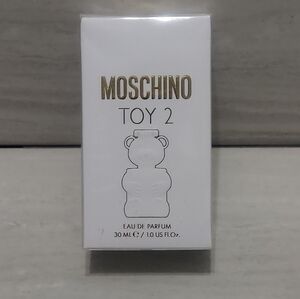 MOSCHINO
TOY 2
EAU DE PARFUM
30 ML ℮ / 1.0 US FL.Oz.